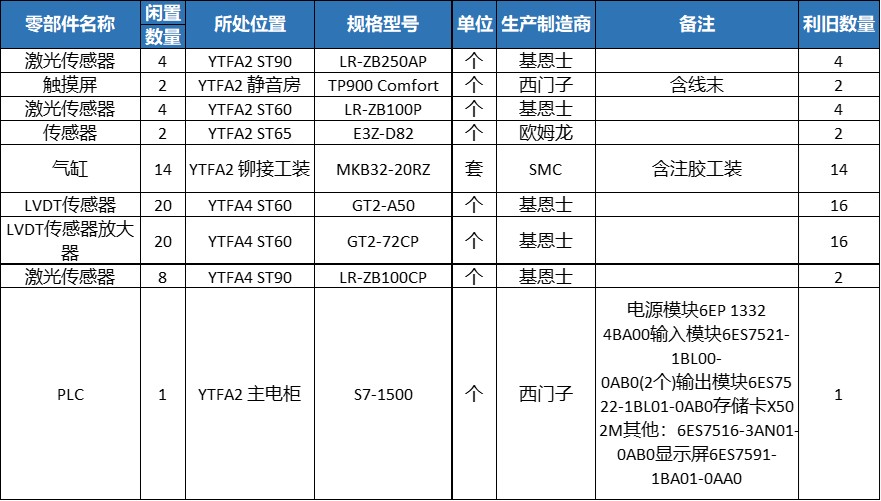 零部件名称 闲置数量 所处位置 规格型号 单位 生产制造商 备注 利旧数量
激光传感器 4 YTFA2 ST90 LR-ZB250AP 个 基恩士 4
触摸屏 2 YTFA2 静音房 TP900 Comfort 个 西门子 含线末 2
激光传感器 4 YTFA2 ST60 LR-ZB100P 个 基恩士 4
传感器 2 YTFA2 ST65 E3Z-D82 个 欧姆龙 2
气缸 14 YTFA2 铆接工装 MKB32-20RZ 套 SMC 含注胶工装 14
LVDT传感器 20 YTFA4 ST60 GT2-A50 个 基恩士 16
LVDT传感器放大
器 20 YTFA4 ST60 GT2-72CP 个 基恩士 16
激光传感器 8 YTFA4 ST90 LR-ZB100CP 个 基恩士 2
PLC 1 YTFA2 主电柜 S7-1500 个 西门子
电源模块6EP 1332
4BA00输入模块6ES7521-
1BL00-
0AB0(2个)输出模块6ES75
22-1BL01-0AB0存储卡X50
2M其他：6ES7516-3AN01-
0AB0显示屏6ES7591-
1BA01-0AA0
1